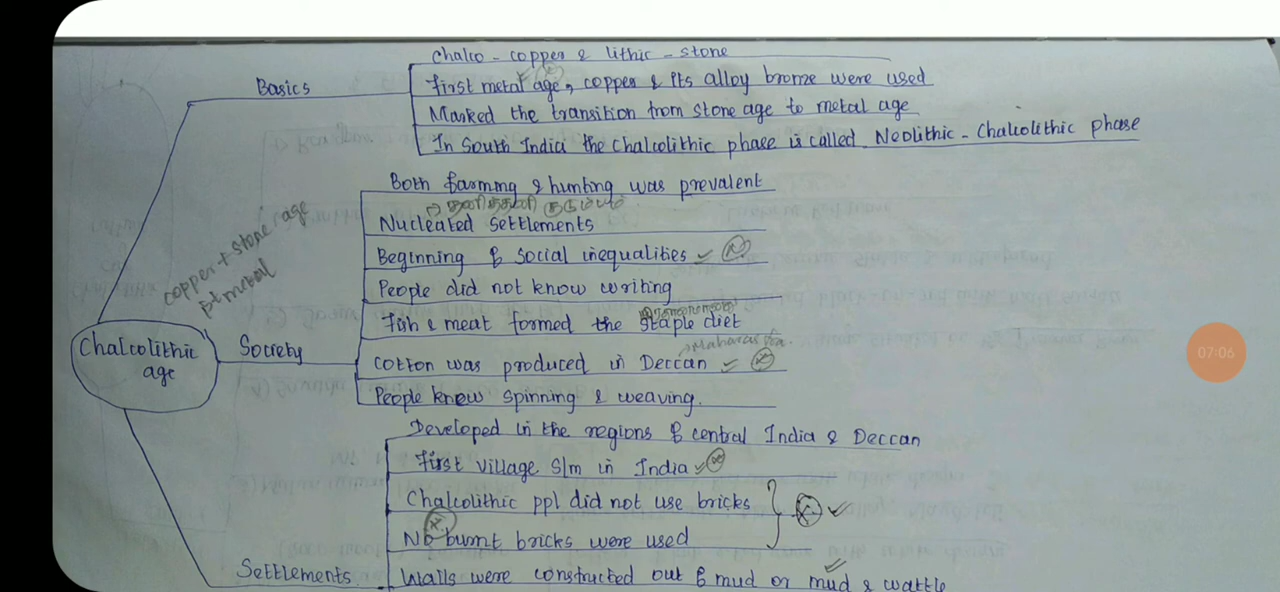 Chalco - copper & lithic - stone
Basics
First metal age, copper & its alloy bronze were used
Marked the transition from stone age to metal age
In South India the chalcolithic phase is called Neolithic - Chalcolithic phase
Both farming & hunting was prevalent
தனித்தனி குடும்பம்
Nucleated settlements
Beginning of social inequalities
People did not know writing
Fish & meat formed the staple diet
copper + stone age
metal
Chalcolithic age
Society
Cotton was produced in Deccan
People knew spinning & weaving.
07:06
Developed in the regions of central India & Deccan
First village s/m in India
Chalcolithic ppl did not use bricks
No burnt bricks were used
Settlements
Walls were constructed out of mud or mud & wattle